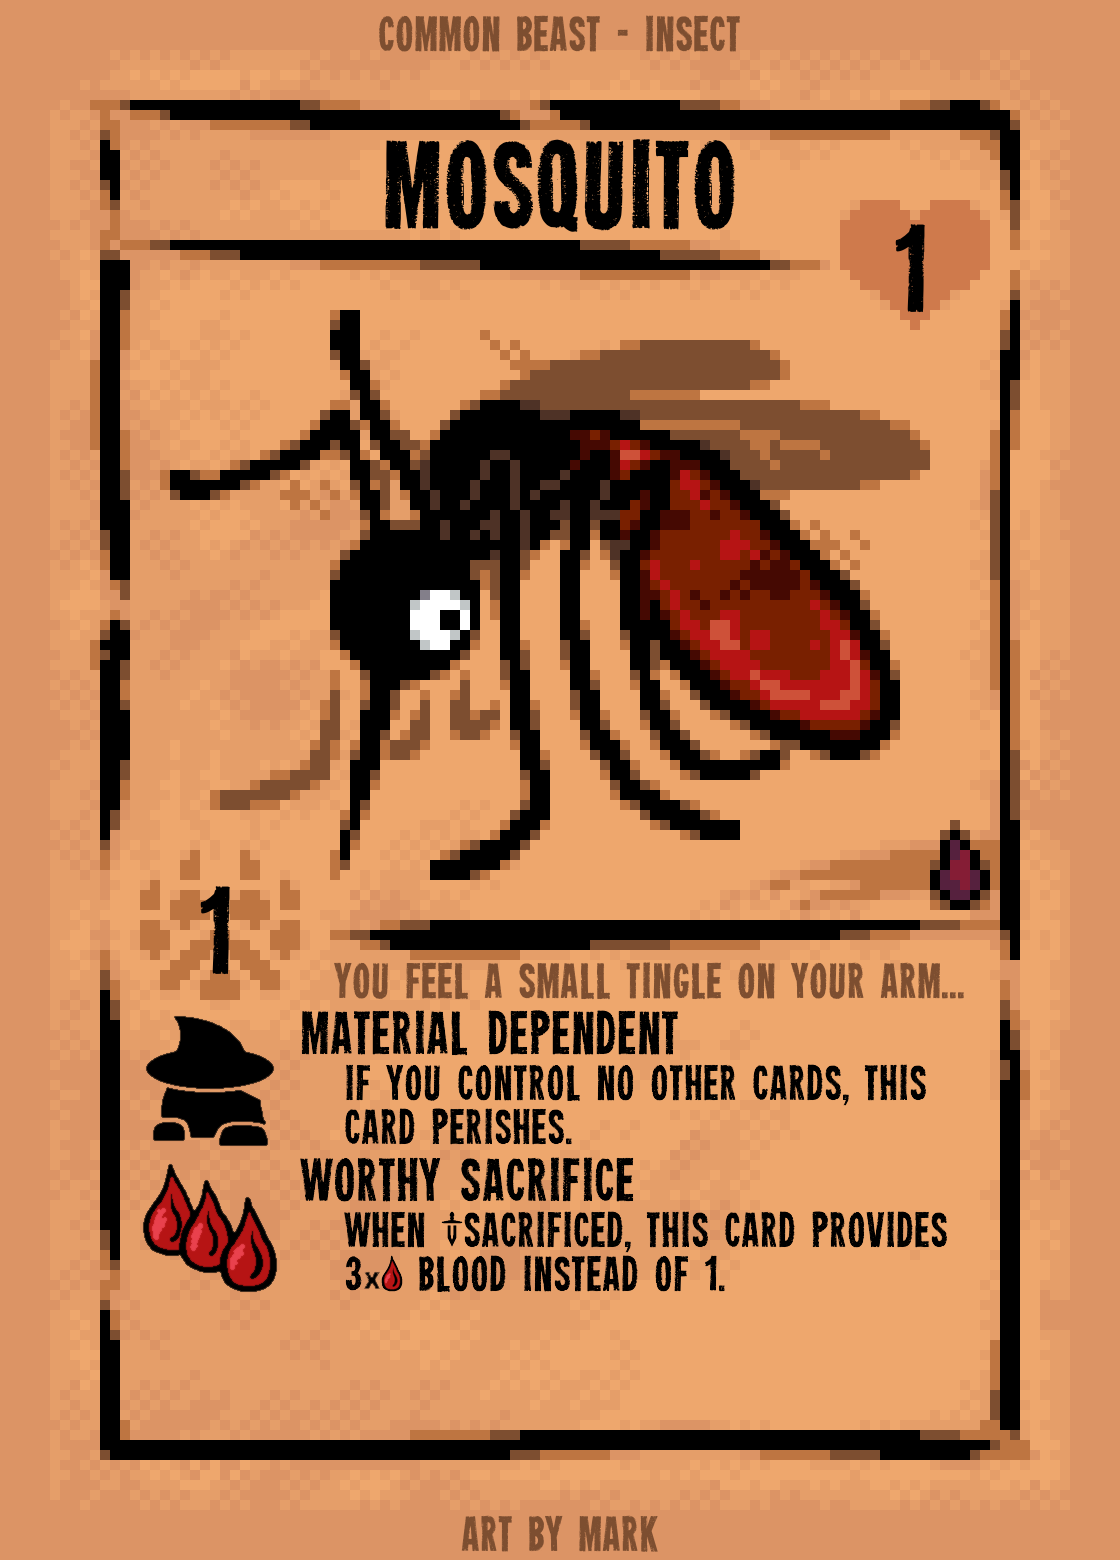 COMMON BEAST - INSECT
MOSQUITO
1
1
YOU FEEL A SMALL TINGLE ON YOUR ARM...
MATERIAL DEPENDENT
IF YOU CONTROL NO OTHER CARDS, THIS
CARD PERISHES.
WORTHY SACRIFICE
WHEN SACRIFICED, THIS CARD PROVIDES
3x BLOOD INSTEAD OF 1.
ART BY MARK